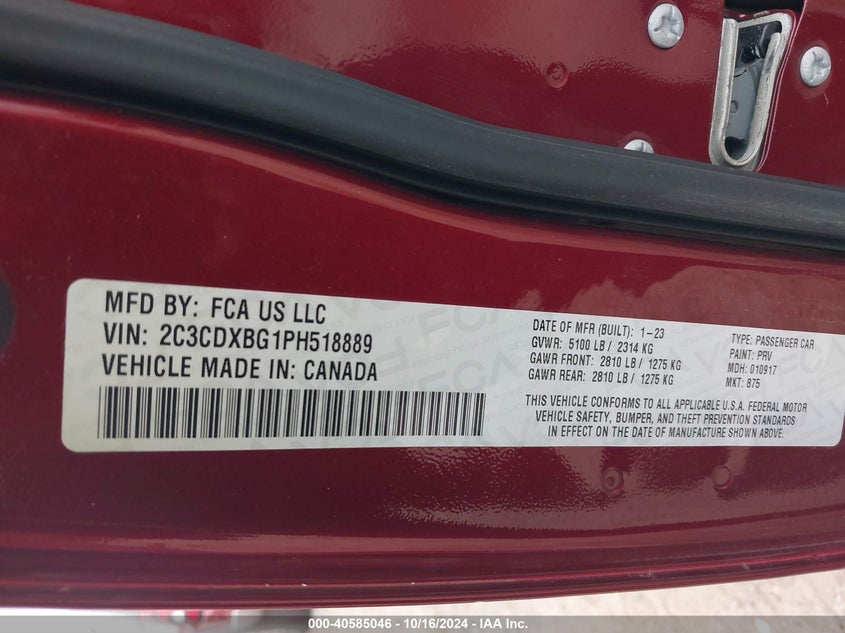 MFD BY: FCA US LLC
VIN: 2C3CDXBG1PH518889
VEHICLE MADE IN: CANADA
DATE OF MFR (BUILT): 1-23
GVWR: 5100 LB / 2314 KG
GAWR FRONT: 2810 LB / 1275 KG
GAWR REAR: 2810 LB / 1275 KG
TYPE: PASSENGER CAR
PAINT: PRV
MDH: 010917
MKT: 875
THIS VEHICLE CONFORMS TO ALL APPLICABLE U.S.A. FEDERAL MOTOR
VEHICLE SAFETY, BUMPER, AND THEFT PREVENTION STANDARDS
IN EFFECT ON THE DATE OF MANUFACTURE SHOWN ABOVE.
000-40585046 - 10/16/2024 - IAA Inc.